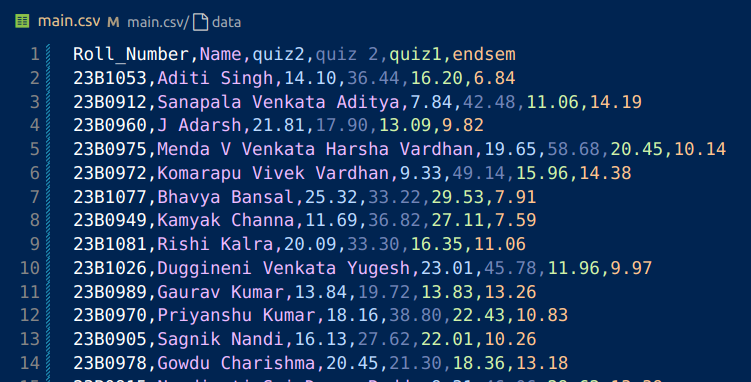 main.csv M main.csv/ data
1 Roll_Number,Name,quiz2,quiz 2,quiz1,endsem
2 23B1053,Aditi Singh,14.10,36.44,16.20,6.84
3 23B0912,Sanapala Venkata Aditya,7.84,42.48,11.06,14.19
4 23B0960,J Adarsh,21.81,17.90,13.09,9.82
5 23B0975,Menda V Venkata Harsha Vardhan,19.65,58.68,20.45,10.14
6 23B0972,Komarapu Vivek Vardhan,9.33,49.14,15.96,14.38
7 23B1077,Bhavya Bansal,25.32,33.22,29.53,7.91
8 23B0949,Kamyak Channa,11.69,36.82,27.11,7.59
9 23B1081,Rishi Kalra,20.09,33.30,16.35,11.06
10 23B1026,Duggineni Venkata Yugesh,23.01,45.78,11.96,9.97
11 23B0989,Gaurav Kumar,13.84,19.72,13.83,13.26
12 23B0970,Priyanshu Kumar,18.16,38.80,22.43,10.83
13 23B0905,Sagnik Nandi,16.13,27.62,22.01,10.26
14 23B0978,Gowdu Charishma,20.45,21.30,18.36,13.18